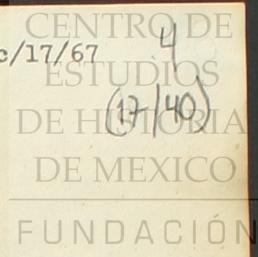 CENTRO DE
c/17/67 4
ESTUDIOS
(17/40)
DE HISTORIA
DE MEXICO
FUNDACIÓN